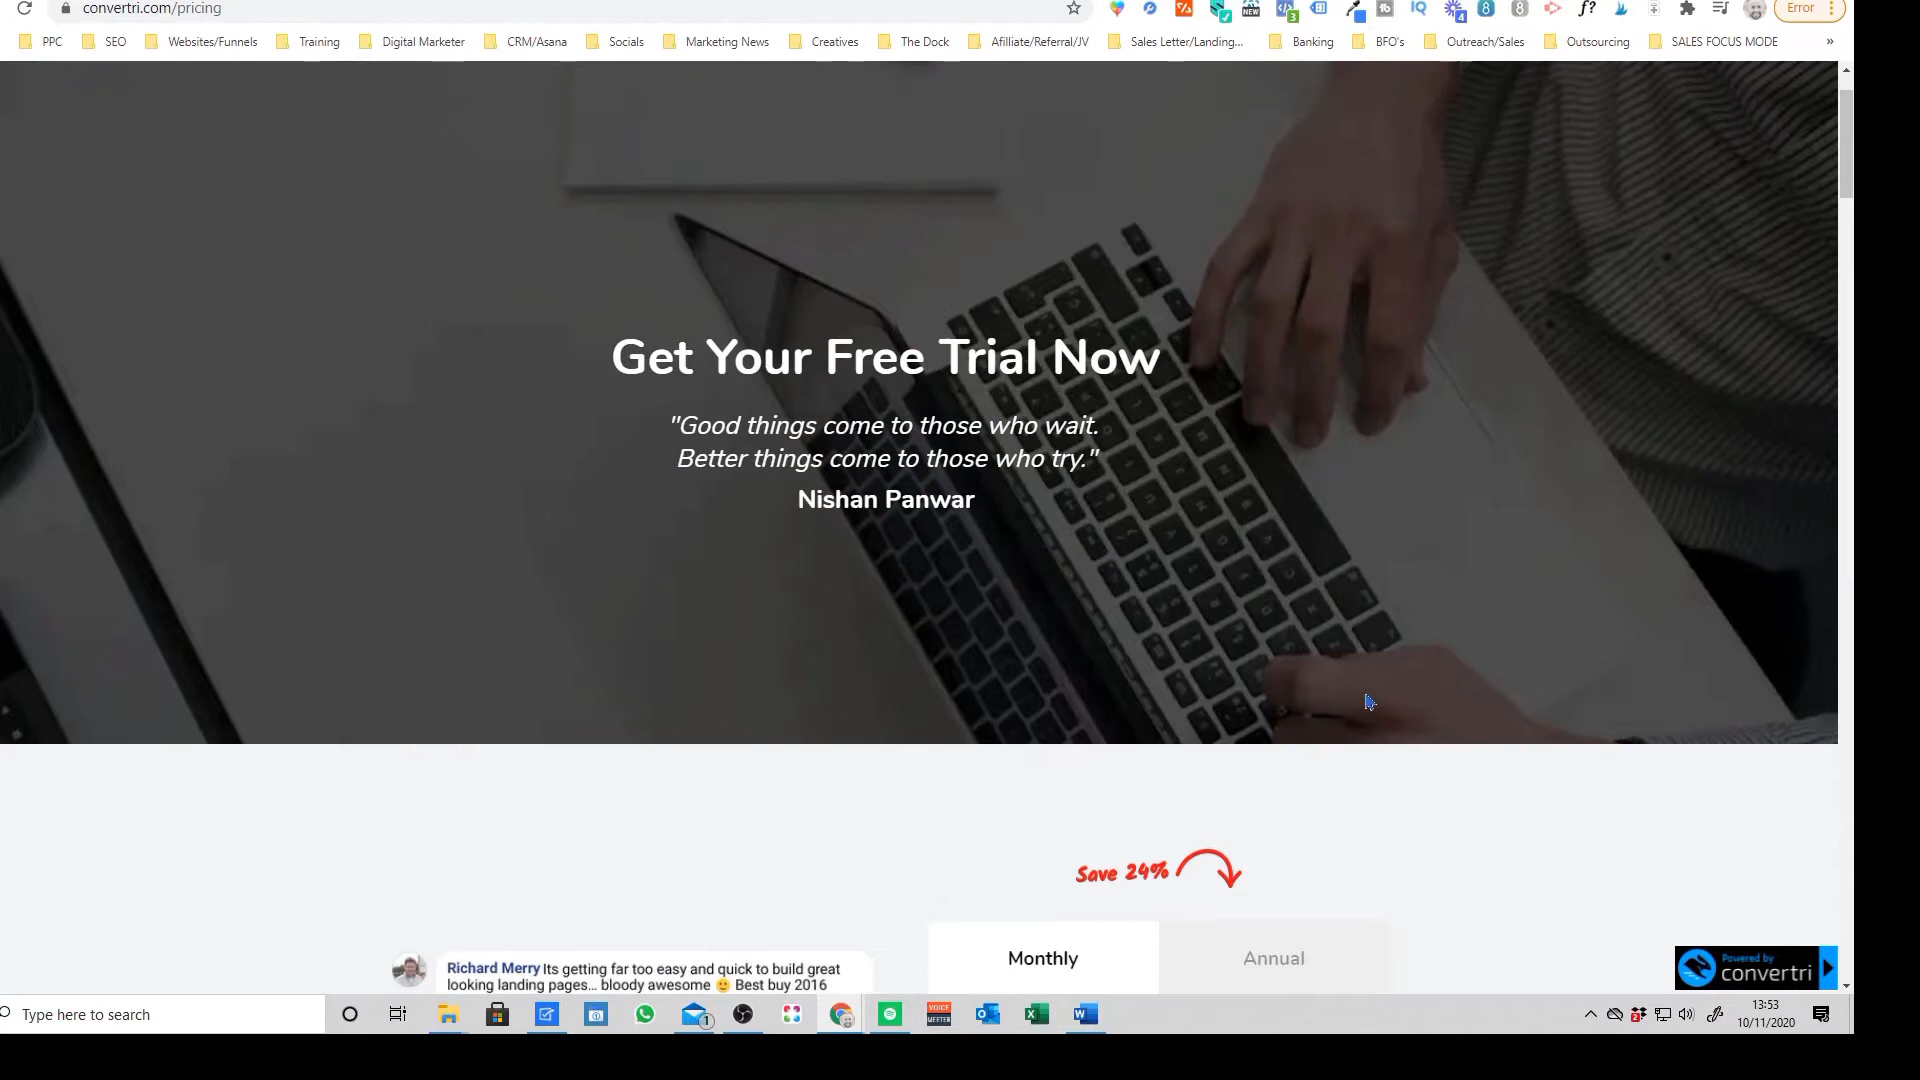 convertri.com/pricing
Error
PPC SEO Websites/Funnels Training Digital Marketer CRM/Asana Socials Marketing News Creatives The Dock Afilliate/Referral/JV Sales Letter/Landing... Banking BFO's Outreach/Sales Outsourcing SALES FOCUS MODE »
Get Your Free Trial Now
"Good things come to those who wait.
Better things come to those who try."
Nishan Panwar
Save 24%
Monthly Annual
Richard Merry Its getting far too easy and quick to build great
looking landing pages... bloody awesome 🙂 Best buy 2016
Powered by
convertri
Type here to search
VOICE
MEETER
13:53
10/11/2020